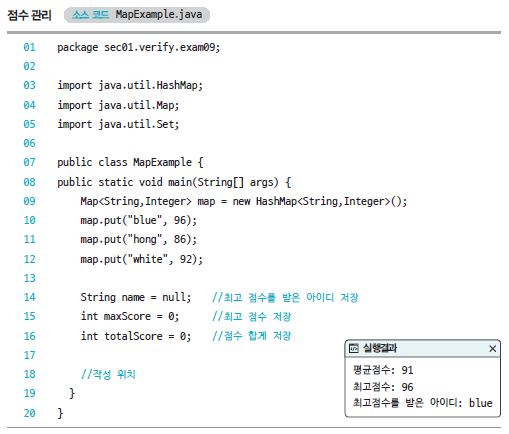 점수 관리 소스 코드 MapExample.java
01 package sec01.verify.exam09;
02
03 import java.util.HashMap;
04 import java.util.Map;
05 import java.util.Set;
06
07 public class MapExample {
08 public static void main(String[] args) {
09 Map<String,Integer> map = new HashMap<String,Integer>();
10 map.put("blue", 96);
11 map.put("hong", 86);
12 map.put("white", 92);
13
14 String name = null; //최고 점수를 받은 아이디 저장
15 int maxScore = 0; //최고 점수 저장
16 int totalScore = 0; //점수 합계 저장
17
18 //작성 위치
19 }
20 }
실행결과
평균점수: 91
최고점수: 96
최고점수를 받은 아이디: blue